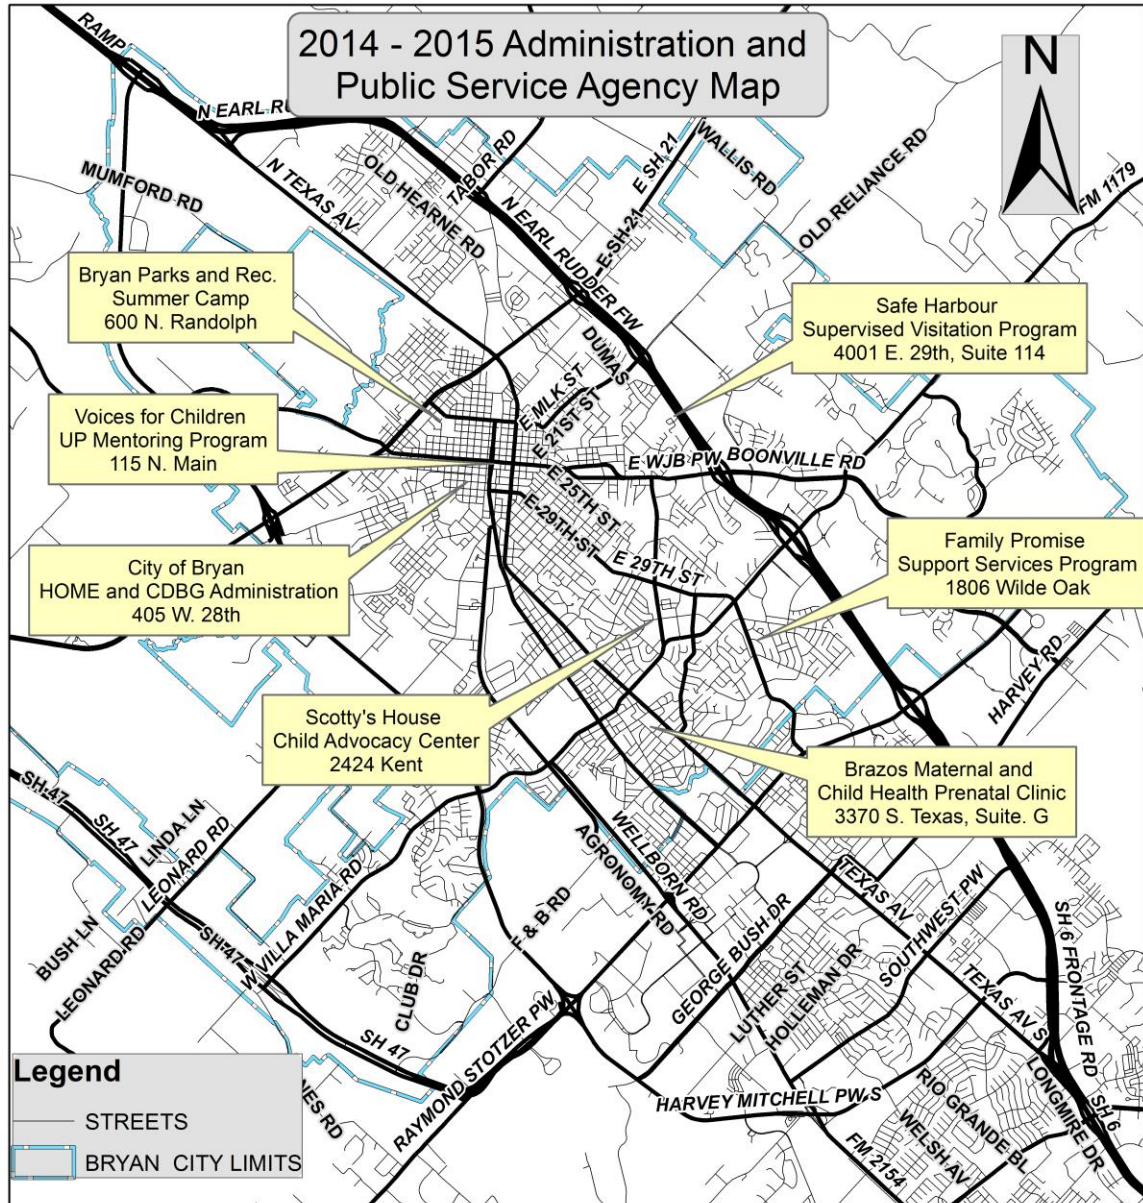 2014 - 2015 Administration and
Public Service Agency Map
N
RAMP
N EARL RU
N TEXAS AV
MUMFORD RD
OLD HEARNE RD
TABOR RD
E SH 21
E SH 21
WALLIS RD
OLD RELIANCE RD
FM 1179
N EARL RUDDER FW
Bryan Parks and Rec.
Summer Camp
600 N. Randolph
Safe Harbour
Supervised Visitation Program
4001 E. 29th, Suite 114
DUMAS
E MLK ST
E 21ST ST
Voices for Children
UP Mentoring Program
115 N. Main
E WJB PW
BOONVILLE RD
E 25TH ST
E 29TH ST
E 29TH ST
City of Bryan
HOME and CDBG Administration
405 W. 28th
Family Promise
Support Services Program
1806 Wilde Oak
HARVEY RD
Scotty's House
Child Advocacy Center
2424 Kent
Brazos Maternal and
Child Health Prenatal Clinic
3370 S. Texas, Suite. G
SH 47
SH 47
LINDA LN
LEONARD RD
BUSH LN
LEONARD RD
SH 47
W VILLA MARIA RD
CLUB DR
SH 47
F & B RD
AGRONOMY RD
WELLBORN RD
GEORGE BUSH DR
TEXAS AV
LUTHER ST
HOLLEMAN DR
SOUTHWEST PW
TEXAS AV S
SH 6 FRONTAGE RD
SH 6
LONGMIRE DR
RIO GRANDE BL
WELSH AV
HARVEY MITCHELL PW S
FM 2154
RAYMOND STOTZER PW
NES RD
Legend
STREETS
BRYAN CITY LIMITS